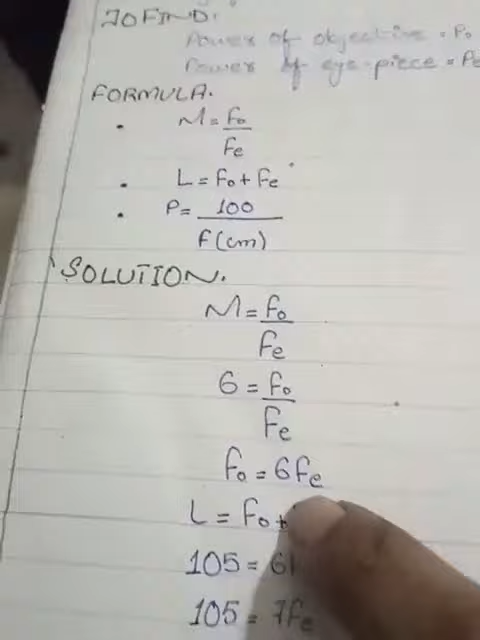 TO FIND:
Power of objective = Po
Power of eye-piece = Pe
FORMULA.
• M = Fo/Fe
• L = Fo + Fe
• P = 100/F(cm)
SOLUTION.
M = Fo/Fe
6 = Fo/Fe
Fo = 6Fe
L = Fo +
105 = 6
105 = 7Fe